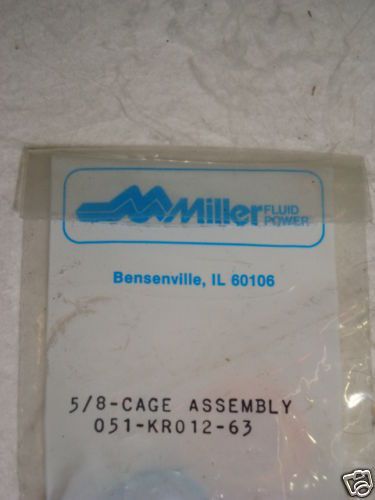 Miller FLUID
POWER
Bensenville, IL 60106
5/8-CAGE ASSEMBLY
051-KR012-63